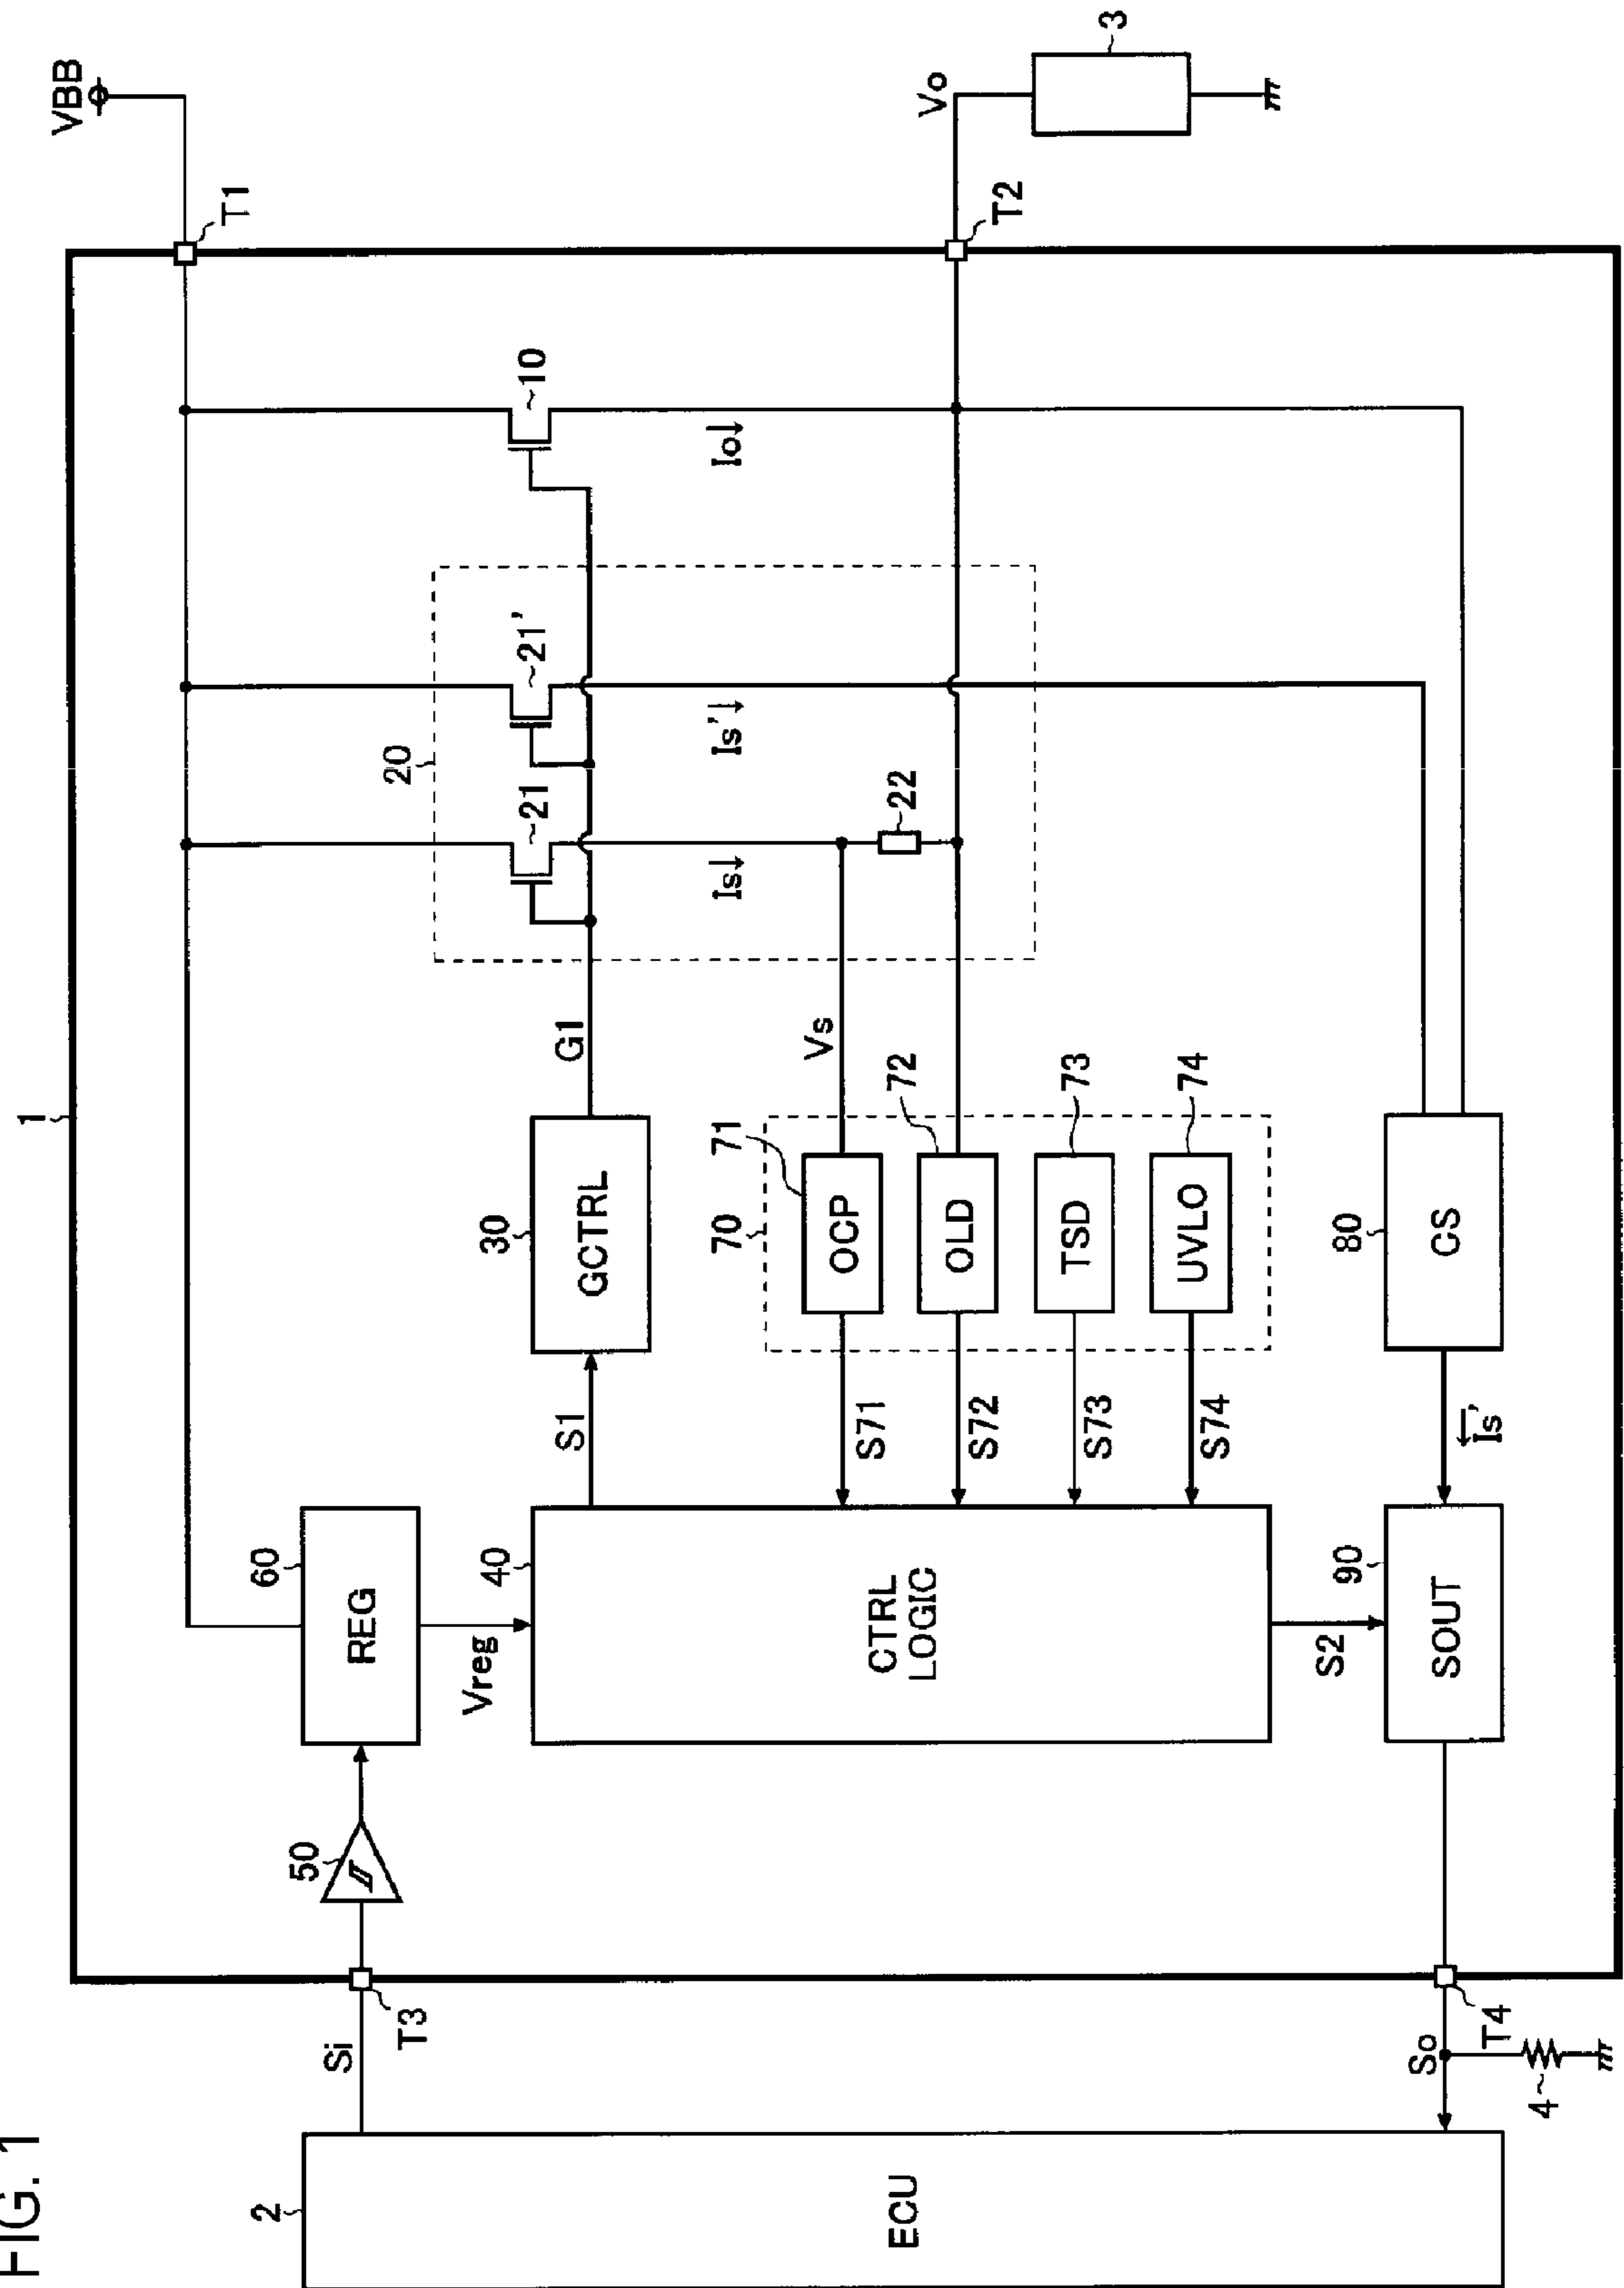 FIG. 1
1
VBB
T1
60
REG
50
Vreg
Si
T3
2
ECU
20
21
21'
10
Is
Is'
Io
G1
30
GCTRL
S1
40
CTRL
LOGIC
Vs
22
Vo
T2
3
70
71
OCP
72
OLD
73
TSD
74
UVLO
S71
S72
S73
S74
80
CS
Is'
S2
90
SOUT
So
T4
4